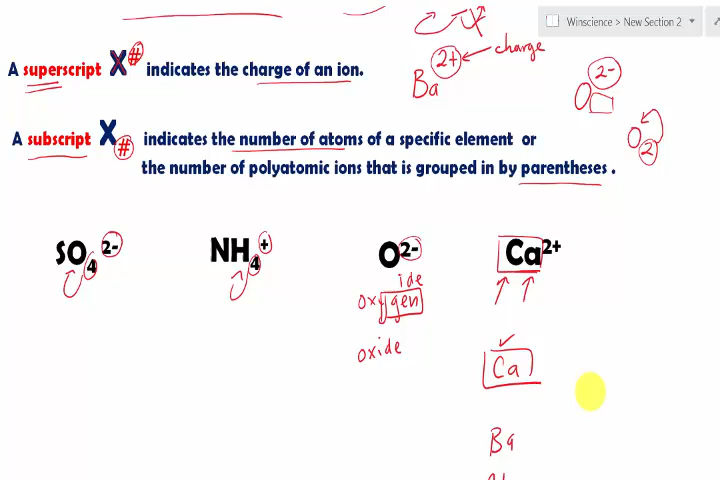 Winscience > New Section 2
A superscript X # indicates the charge of an ion.
Ba 2+ charge
O 2-
A subscript X # indicates the number of atoms of a specific element or
the number of polyatomic ions that is grouped in by parentheses .
O 2
SO4 2- NH4 + O2- Ca2+
ide
oxygen
oxide
Ca
Ba